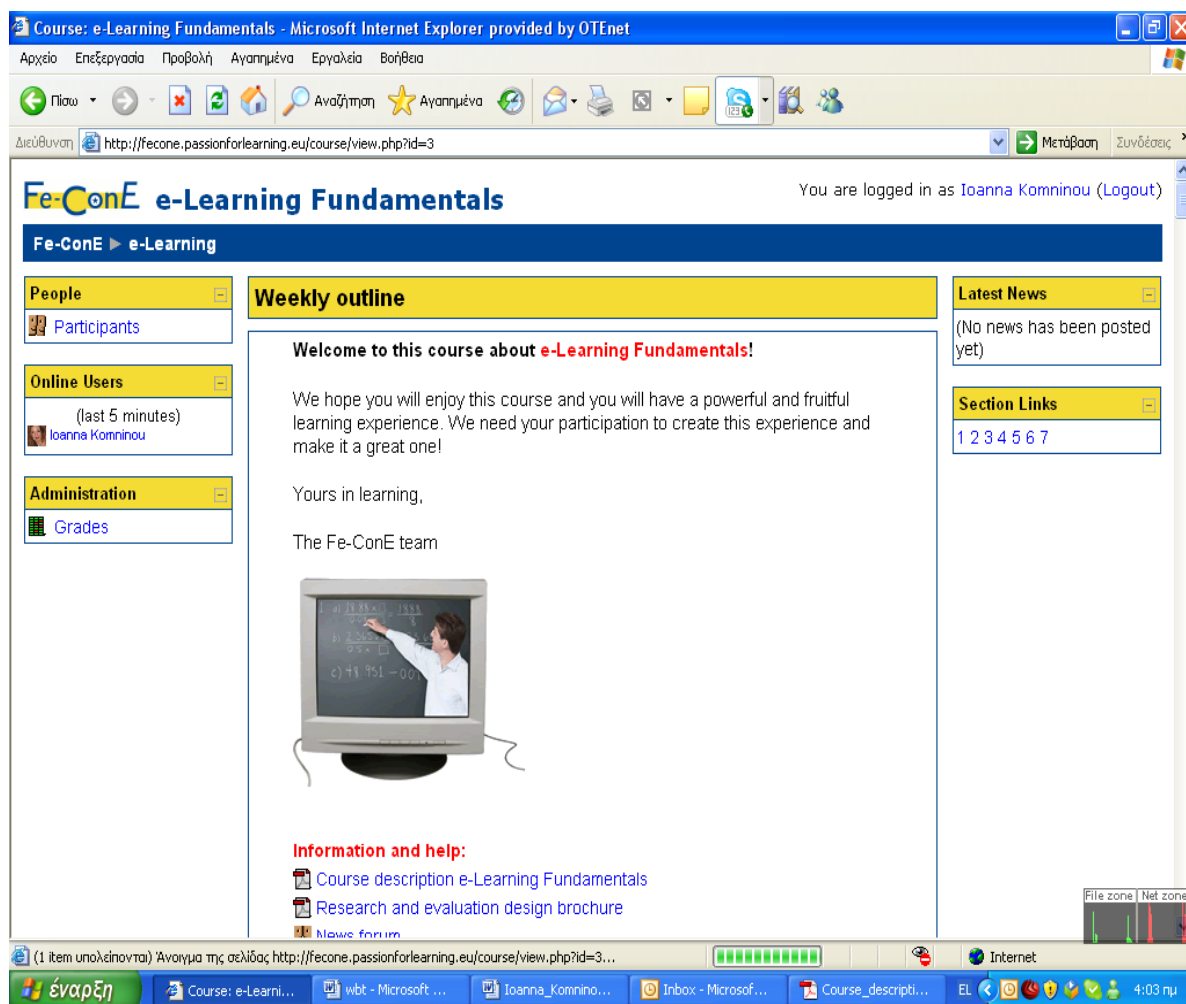 Course: e-Learning Fundamentals - Microsoft Internet Explorer provided by OTEnet
Αρχείο Επεξεργασία Προβολή Αγαπημένα Εργαλεία Βοήθεια
Πίσω Αναζήτηση Αγαπημένα
Διεύθυνση http://fecone.passionforlearning.eu/course/view.php?id=3 Μετάβαση Συνδέσεις
Fe-ConE e-Learning Fundamentals
You are logged in as Ioanna Komninou (Logout)
Fe-ConE ► e-Learning
People
Participants
Online Users
(last 5 minutes)
Ioanna Komninou
Administration
Grades
Weekly outline
Welcome to this course about e-Learning Fundamentals!
We hope you will enjoy this course and you will have a powerful and fruitful
learning experience. We need your participation to create this experience and
make it a great one!
Yours in learning,
The Fe-ConE team
Information and help:
Course description e-Learning Fundamentals
Research and evaluation design brochure
News forum
Latest News
(No news has been posted
yet)
Section Links
1 2 3 4 5 6 7
File zone Net zone
(1 item υπολείπονται) Άνοιγμα της σελίδας http://fecone.passionforlearning.eu/course/view.php?id=3... Internet
έναρξη Course: e-Learni... wbt - Microsoft ... Ioanna_Komnino... Inbox - Microsof... Course_descripti... EL 4:03 πμ